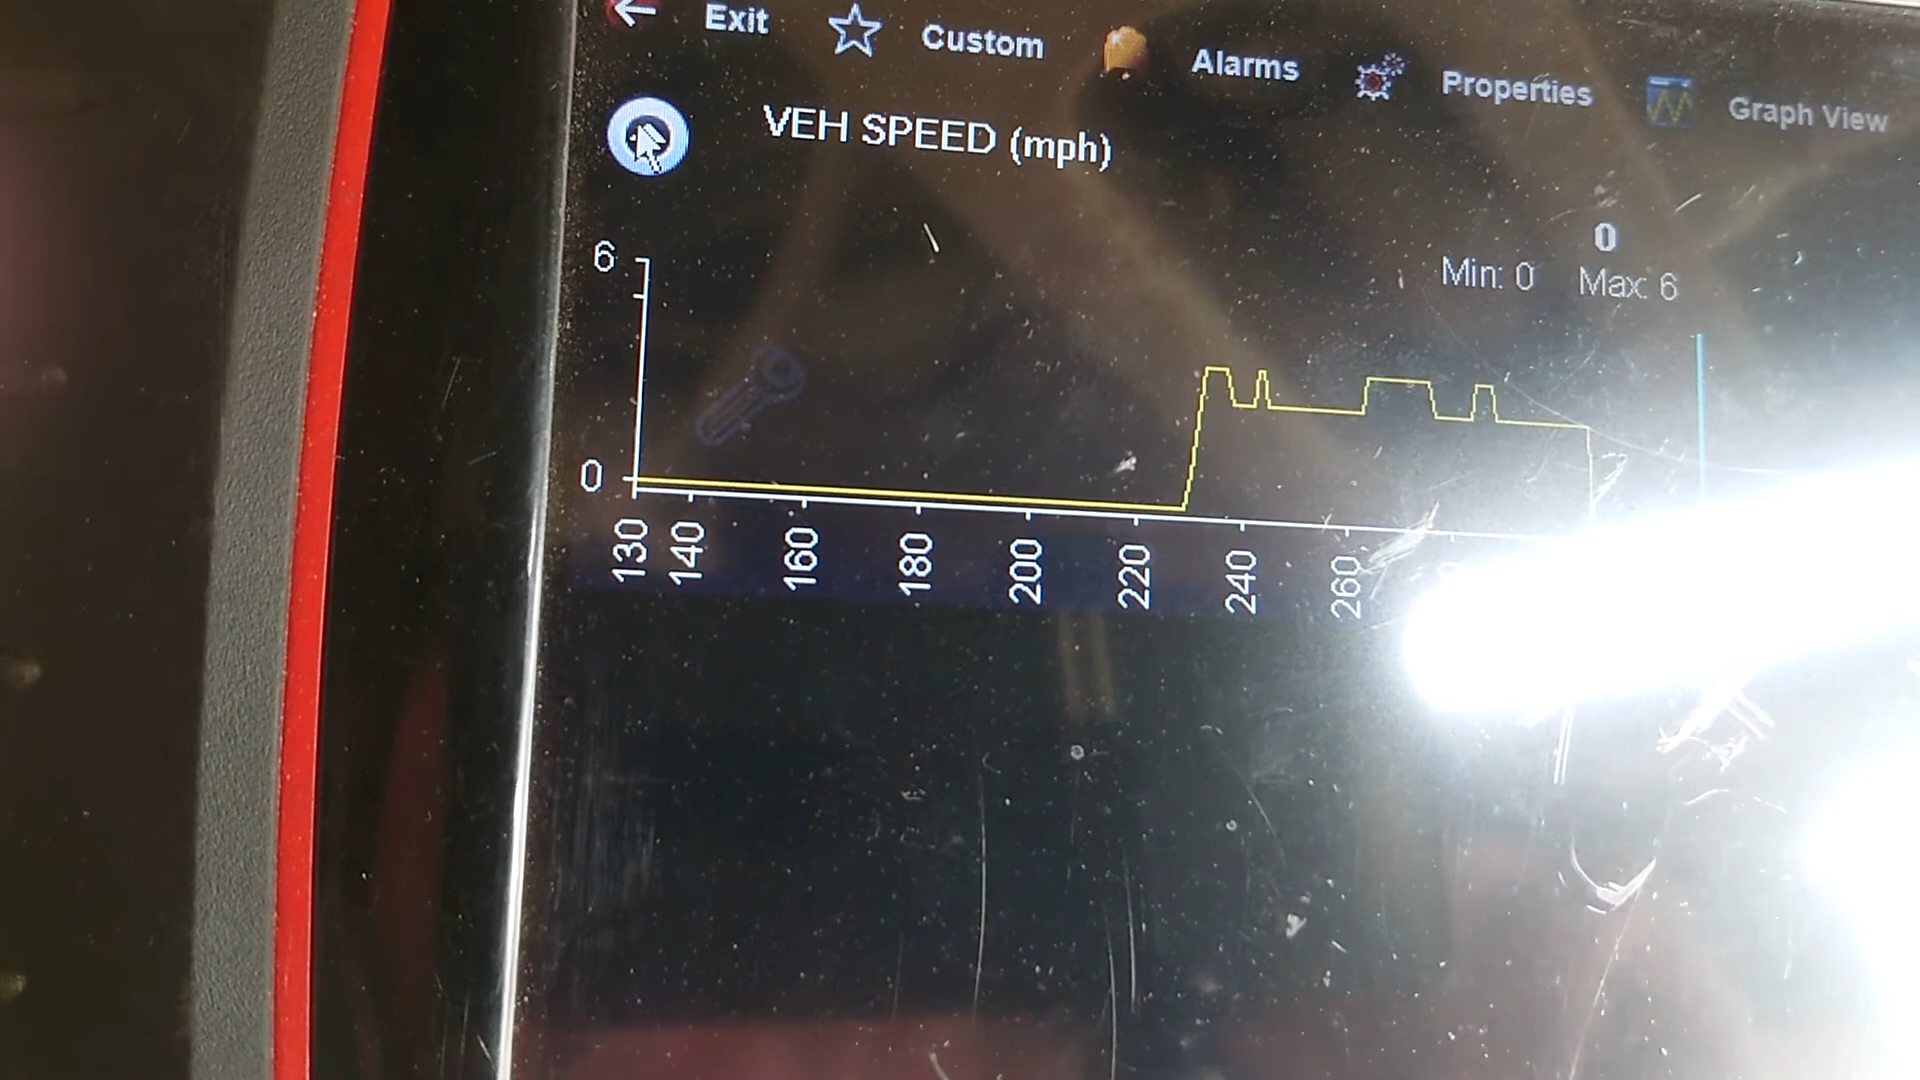 Exit Custom Alarms Properties Graph View
VEH SPEED (mph)
0
Min: 0 Max: 6
6
0
130 140 160 180 200 220 240 260